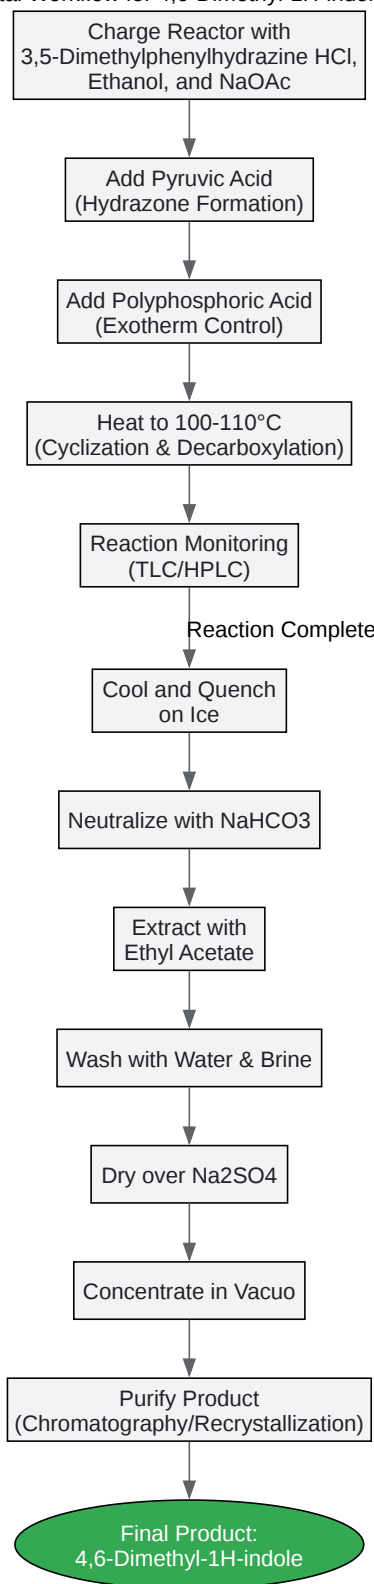 Workflow for 4,6-Dimethyl-1H-indole
Charge Reactor with
3,5-Dimethylphenylhydrazine HCl,
Ethanol, and NaOAc
Add Pyruvic Acid
(Hydrazone Formation)
Add Polyphosphoric Acid
(Exotherm Control)
Heat to 100-110°C
(Cyclization & Decarboxylation)
Reaction Monitoring
(TLC/HPLC)
Reaction Complete
Cool and Quench
on Ice
Neutralize with NaHCO3
Extract with
Ethyl Acetate
Wash with Water & Brine
Dry over Na2SO4
Concentrate in Vacuo
Purify Product
(Chromatography/Recrystallization)
Final Product:
4,6-Dimethyl-1H-indole